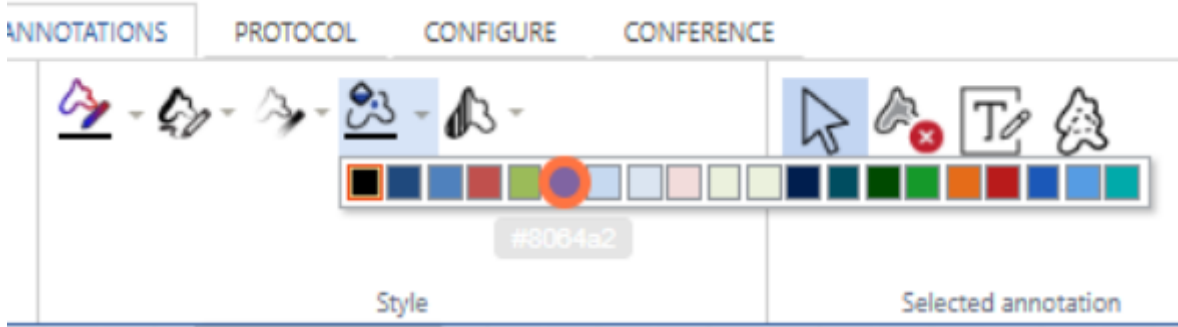 ANNOTATIONS PROTOCOL CONFIGURE CONFERENCE
T
#8064a2
Style Selected annotation